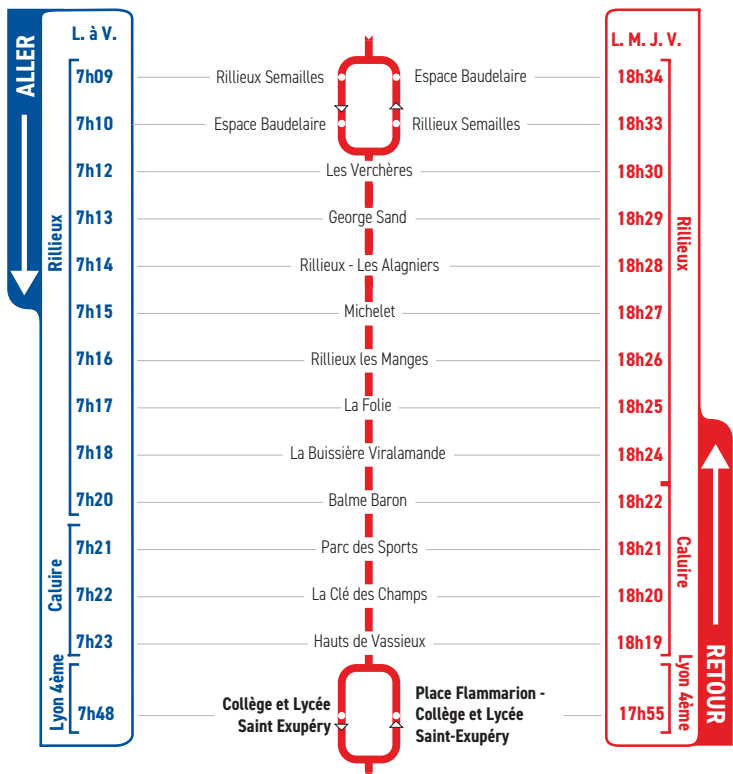 ALLER
L. à V.
L. M. J. V.
7h09 Rillieux Semailles Espace Baudelaire 18h34
7h10 Espace Baudelaire Rillieux Semailles 18h33
7h12 Les Verchères 18h30
7h13 George Sand 18h29
Rillieux
Rillieux
7h14 Rillieux - Les Alagniers 18h28
7h15 Michelet 18h27
7h16 Rillieux les Manges 18h26
7h17 La Folie 18h25
7h18 La Buissière Viralamande 18h24
7h20 Balme Baron 18h22
7h21 Parc des Sports 18h21
Caluire
Caluire
7h22 La Clé des Champs 18h20
7h23 Hauts de Vassieux 18h19
Lyon 4ème
Lyon 4ème
RETOUR
7h48
Collège et Lycée
Saint Exupéry
Place Flammarion -
Collège et Lycée
Saint-Exupéry
17h55